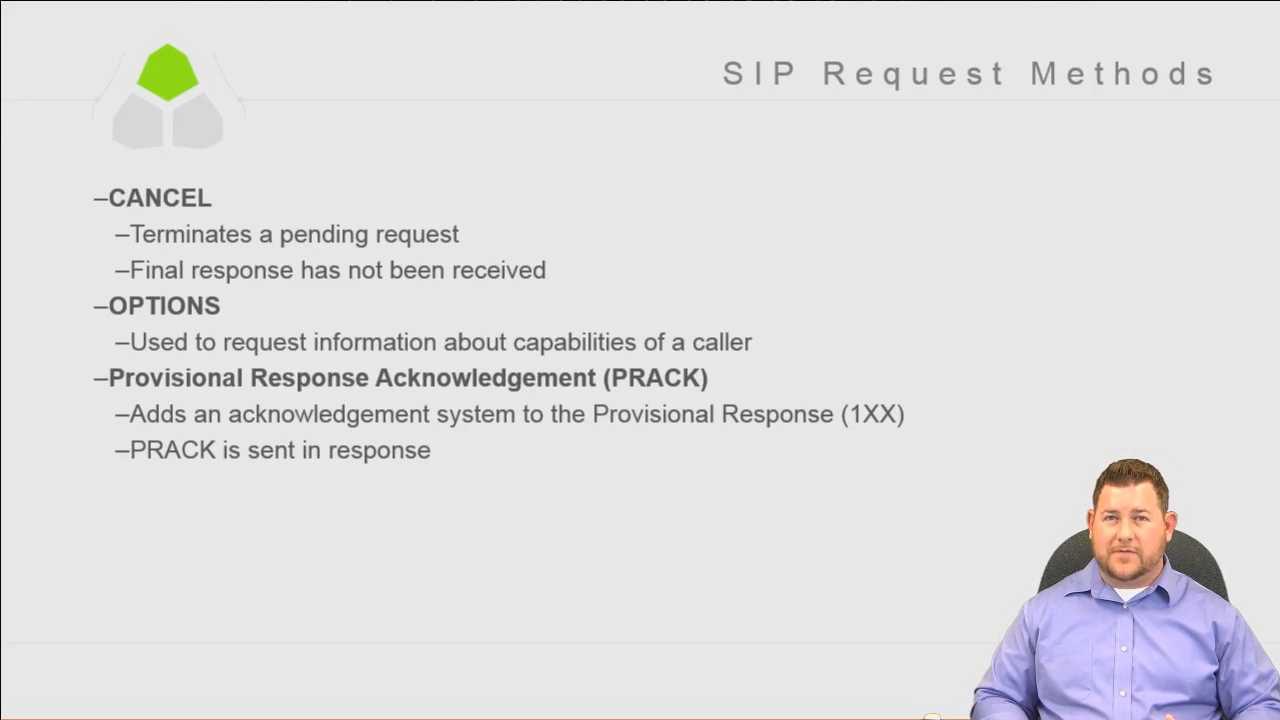 SIP Request Methods
–CANCEL
–Terminates a pending request
–Final response has not been received
–OPTIONS
–Used to request information about capabilities of a caller
–Provisional Response Acknowledgement (PRACK)
–Adds an acknowledgement system to the Provisional Response (1XX)
–PRACK is sent in response